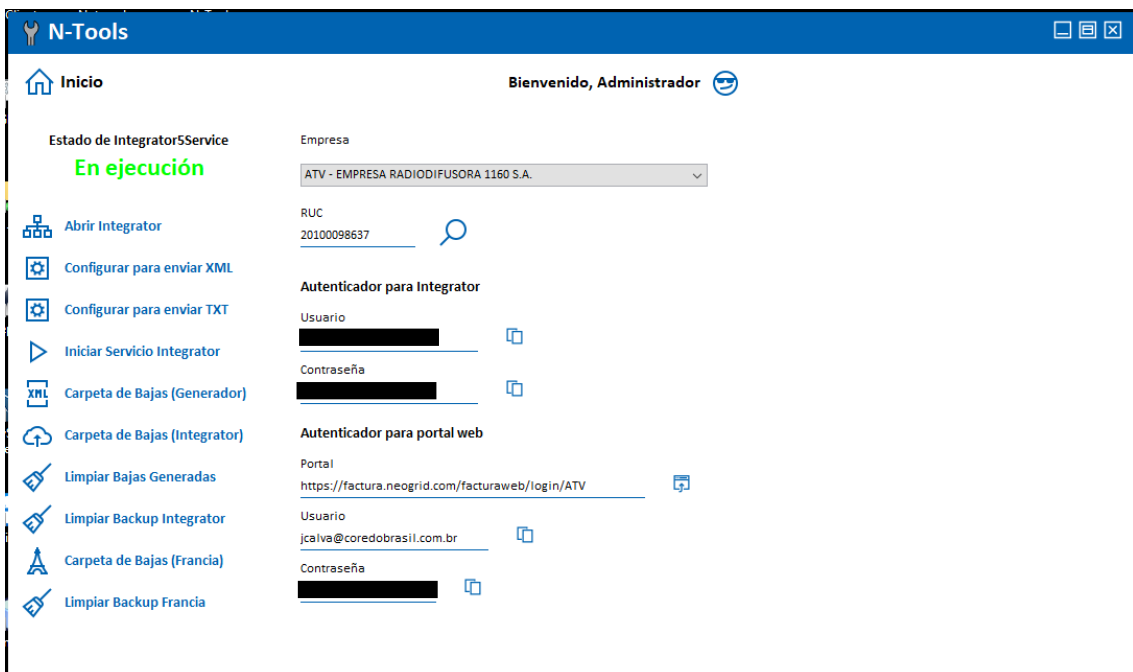 N-Tools
Inicio
Bienvenido, Administrador
Estado de Integrator5Service
En ejecución
Abrir Integrator
Configurar para enviar XML
Configurar para enviar TXT
Iniciar Servicio Integrator
XML
Carpeta de Bajas (Generador)
Carpeta de Bajas (Integrator)
Limpiar Bajas Generadas
Limpiar Backup Integrator
Carpeta de Bajas (Francia)
Limpiar Backup Francia
Empresa
ATV - EMPRESA RADIODIFUSORA 1160 S.A.
RUC
20100098637
Autenticador para Integrator
Usuario
Contraseña
Autenticador para portal web
Portal
https://factura.neogrid.com/facturaweb/login/ATV
Usuario
jcalva@coredobrasil.com.br
Contraseña